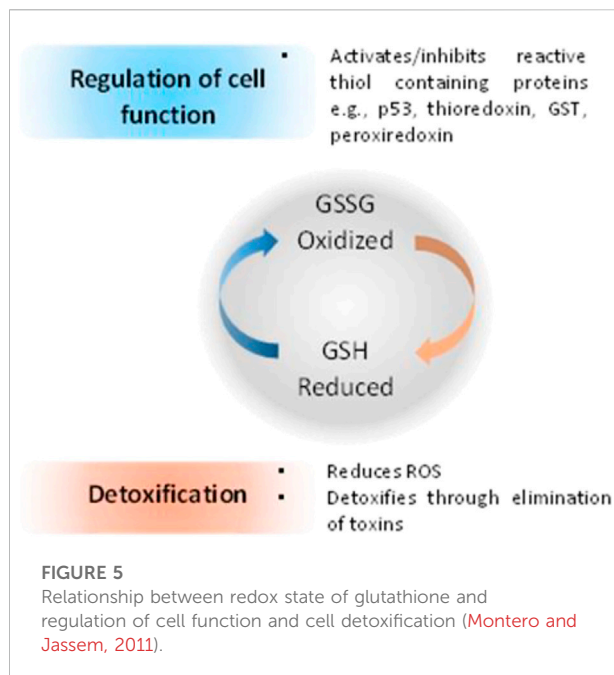 Regulation of cell
function
▪ Activates/inhibits reactive
thiol containing proteins
e.g., p53, thioredoxin, GST,
peroxiredoxin
GSSG
Oxidized
GSH
Reduced
Detoxification
▪ Reduces ROS
▪ Detoxifies through elimination
of toxins
FIGURE 5
Relationship between redox state of glutathione and
regulation of cell function and cell detoxification (Montero and
Jassem, 2011).